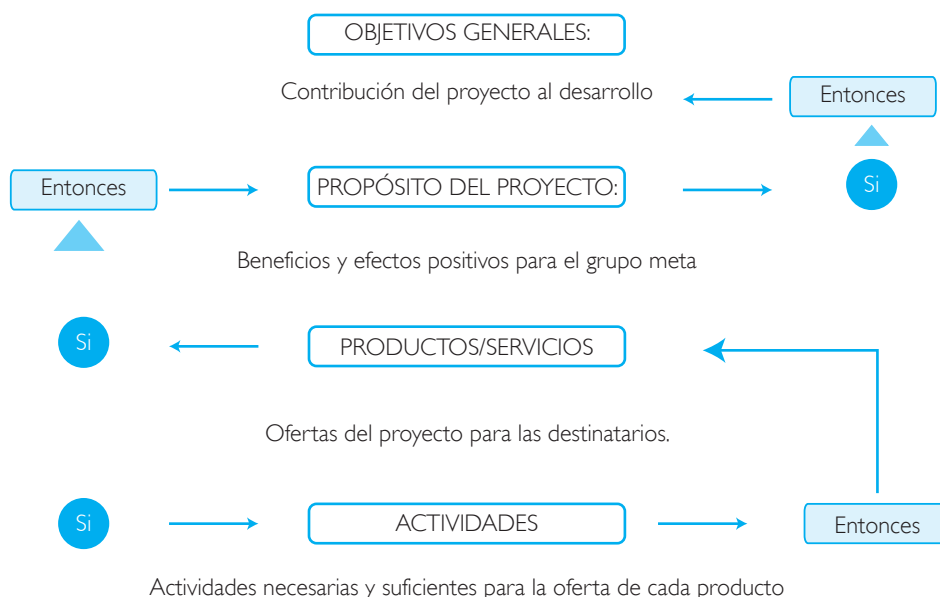 OBJETIVOS GENERALES:
Contribución del proyecto al desarrollo
Entonces
Entonces
PROPÓSITO DEL PROYECTO:
Si
Beneficios y efectos positivos para el grupo meta
Si
PRODUCTOS/SERVICIOS
Ofertas del proyecto para las destinatarios.
Si
ACTIVIDADES
Entonces
Actividades necesarias y suficientes para la oferta de cada producto